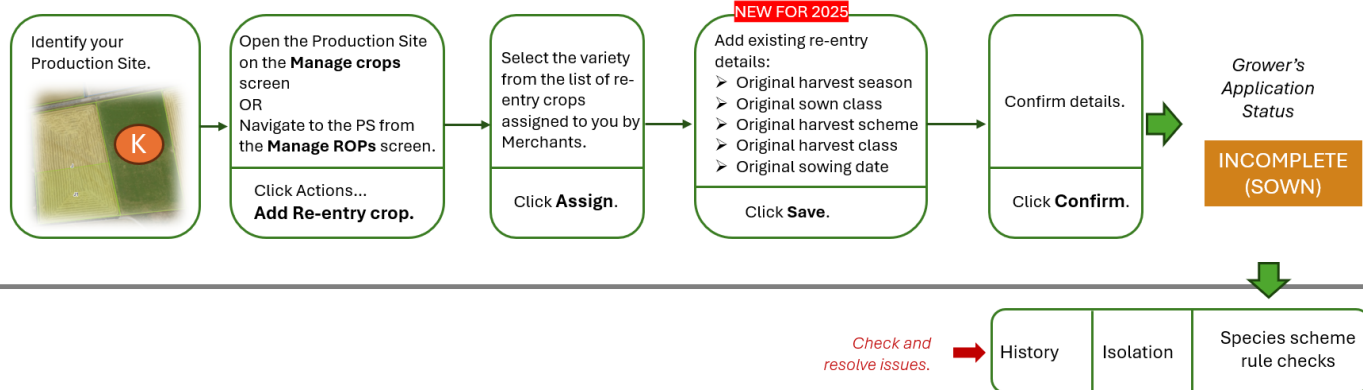 Identify your
Production Site.
K
Open the Production Site
on the Manage crops
screen
OR
Navigate to the PS from
the Manage ROPs screen.
Click Actions...
Add Re-entry crop.
Select the variety
from the list of re-
entry crops
assigned to you by
Merchants.
Click Assign.
NEW FOR 2025
Add existing re-entry
details:
➢ Original harvest season
➢ Original sown class
➢ Original harvest scheme
➢ Original harvest class
➢ Original sowing date
Click Save.
Confirm details.
Click Confirm.
Grower’s
Application
Status
INCOMPLETE
(SOWN)
Check and
resolve issues.
History
Isolation
Species scheme
rule checks